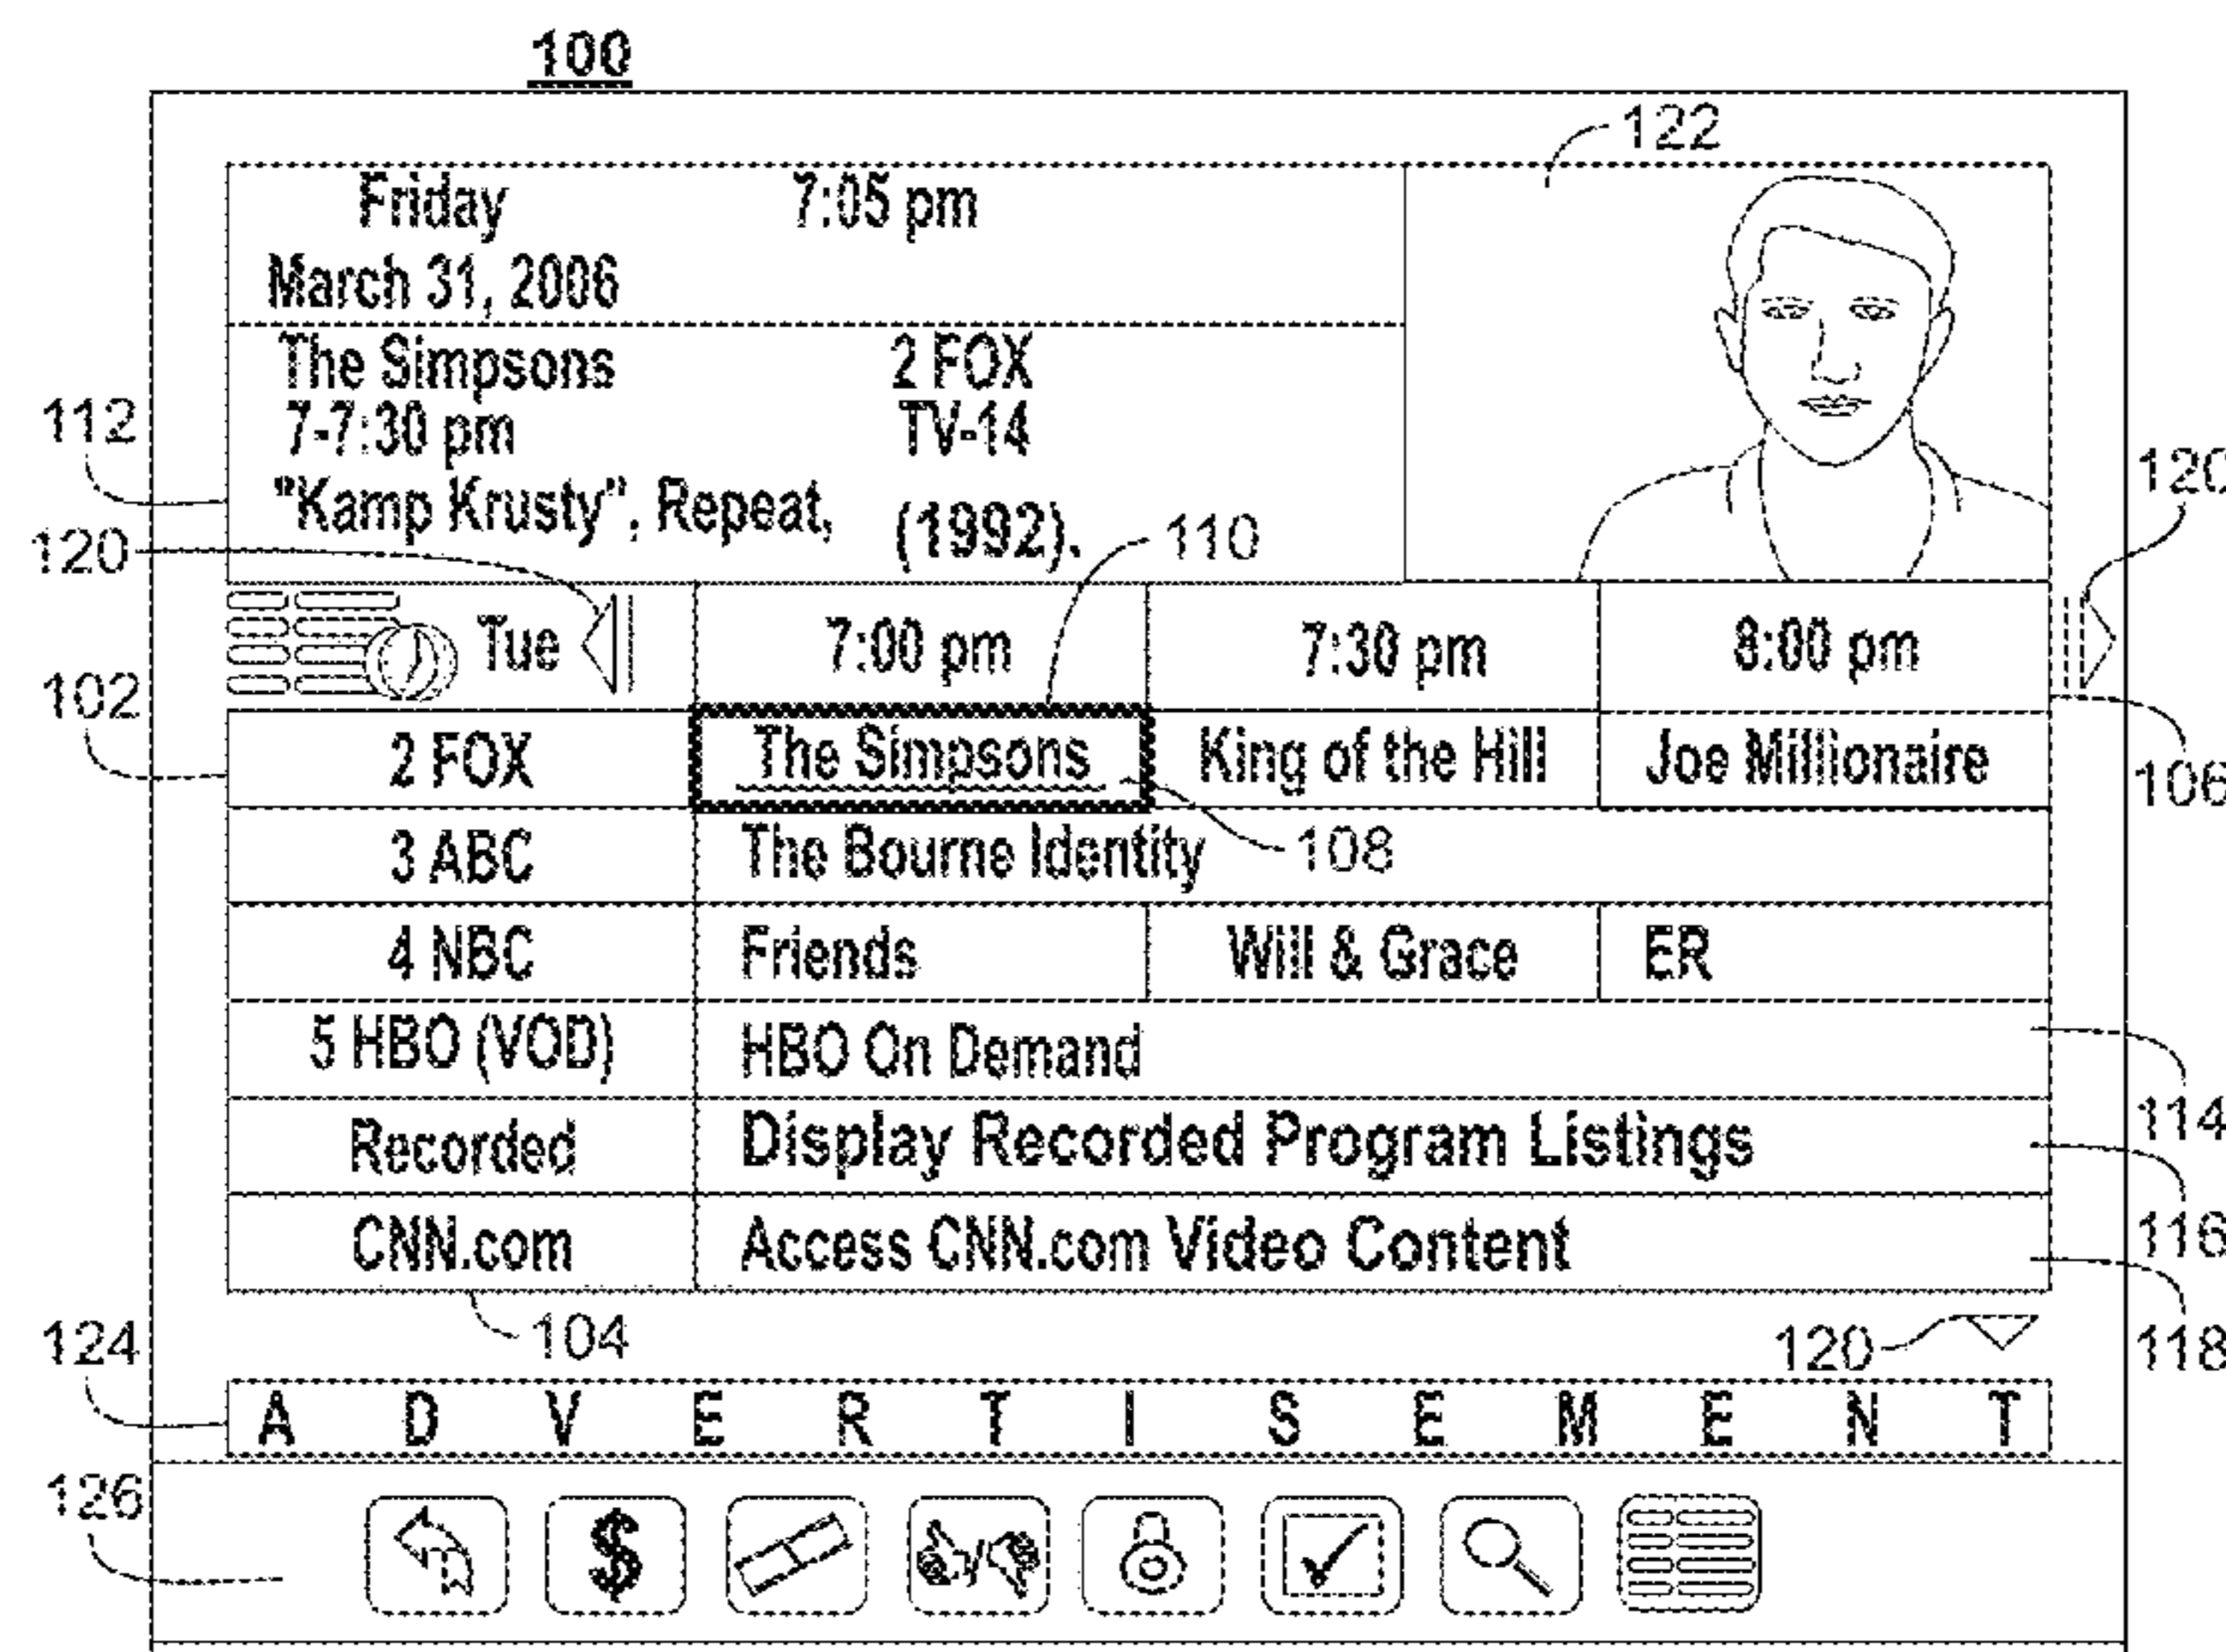 100
122
Friday 7:05 pm
March 31, 2006
The Simpsons 2 FOX
112
7-7:30 pm TV-14
120
"Kamp Krusty", Repeat, (1992).
110
120
Tue 7:00 pm 7:30 pm 8:00 pm
102
2 FOX The Simpsons King of the Hill Joe Millionaire
106
3 ABC The Bourne Identity 108
4 NBC Friends Will & Grace ER
5 HBO (VOD) HBO On Demand
114
Recorded Display Recorded Program Listings
116
CNN.com Access CNN.com Video Content
124 104 120 118
A D V E R T I S E M E N T
126
$